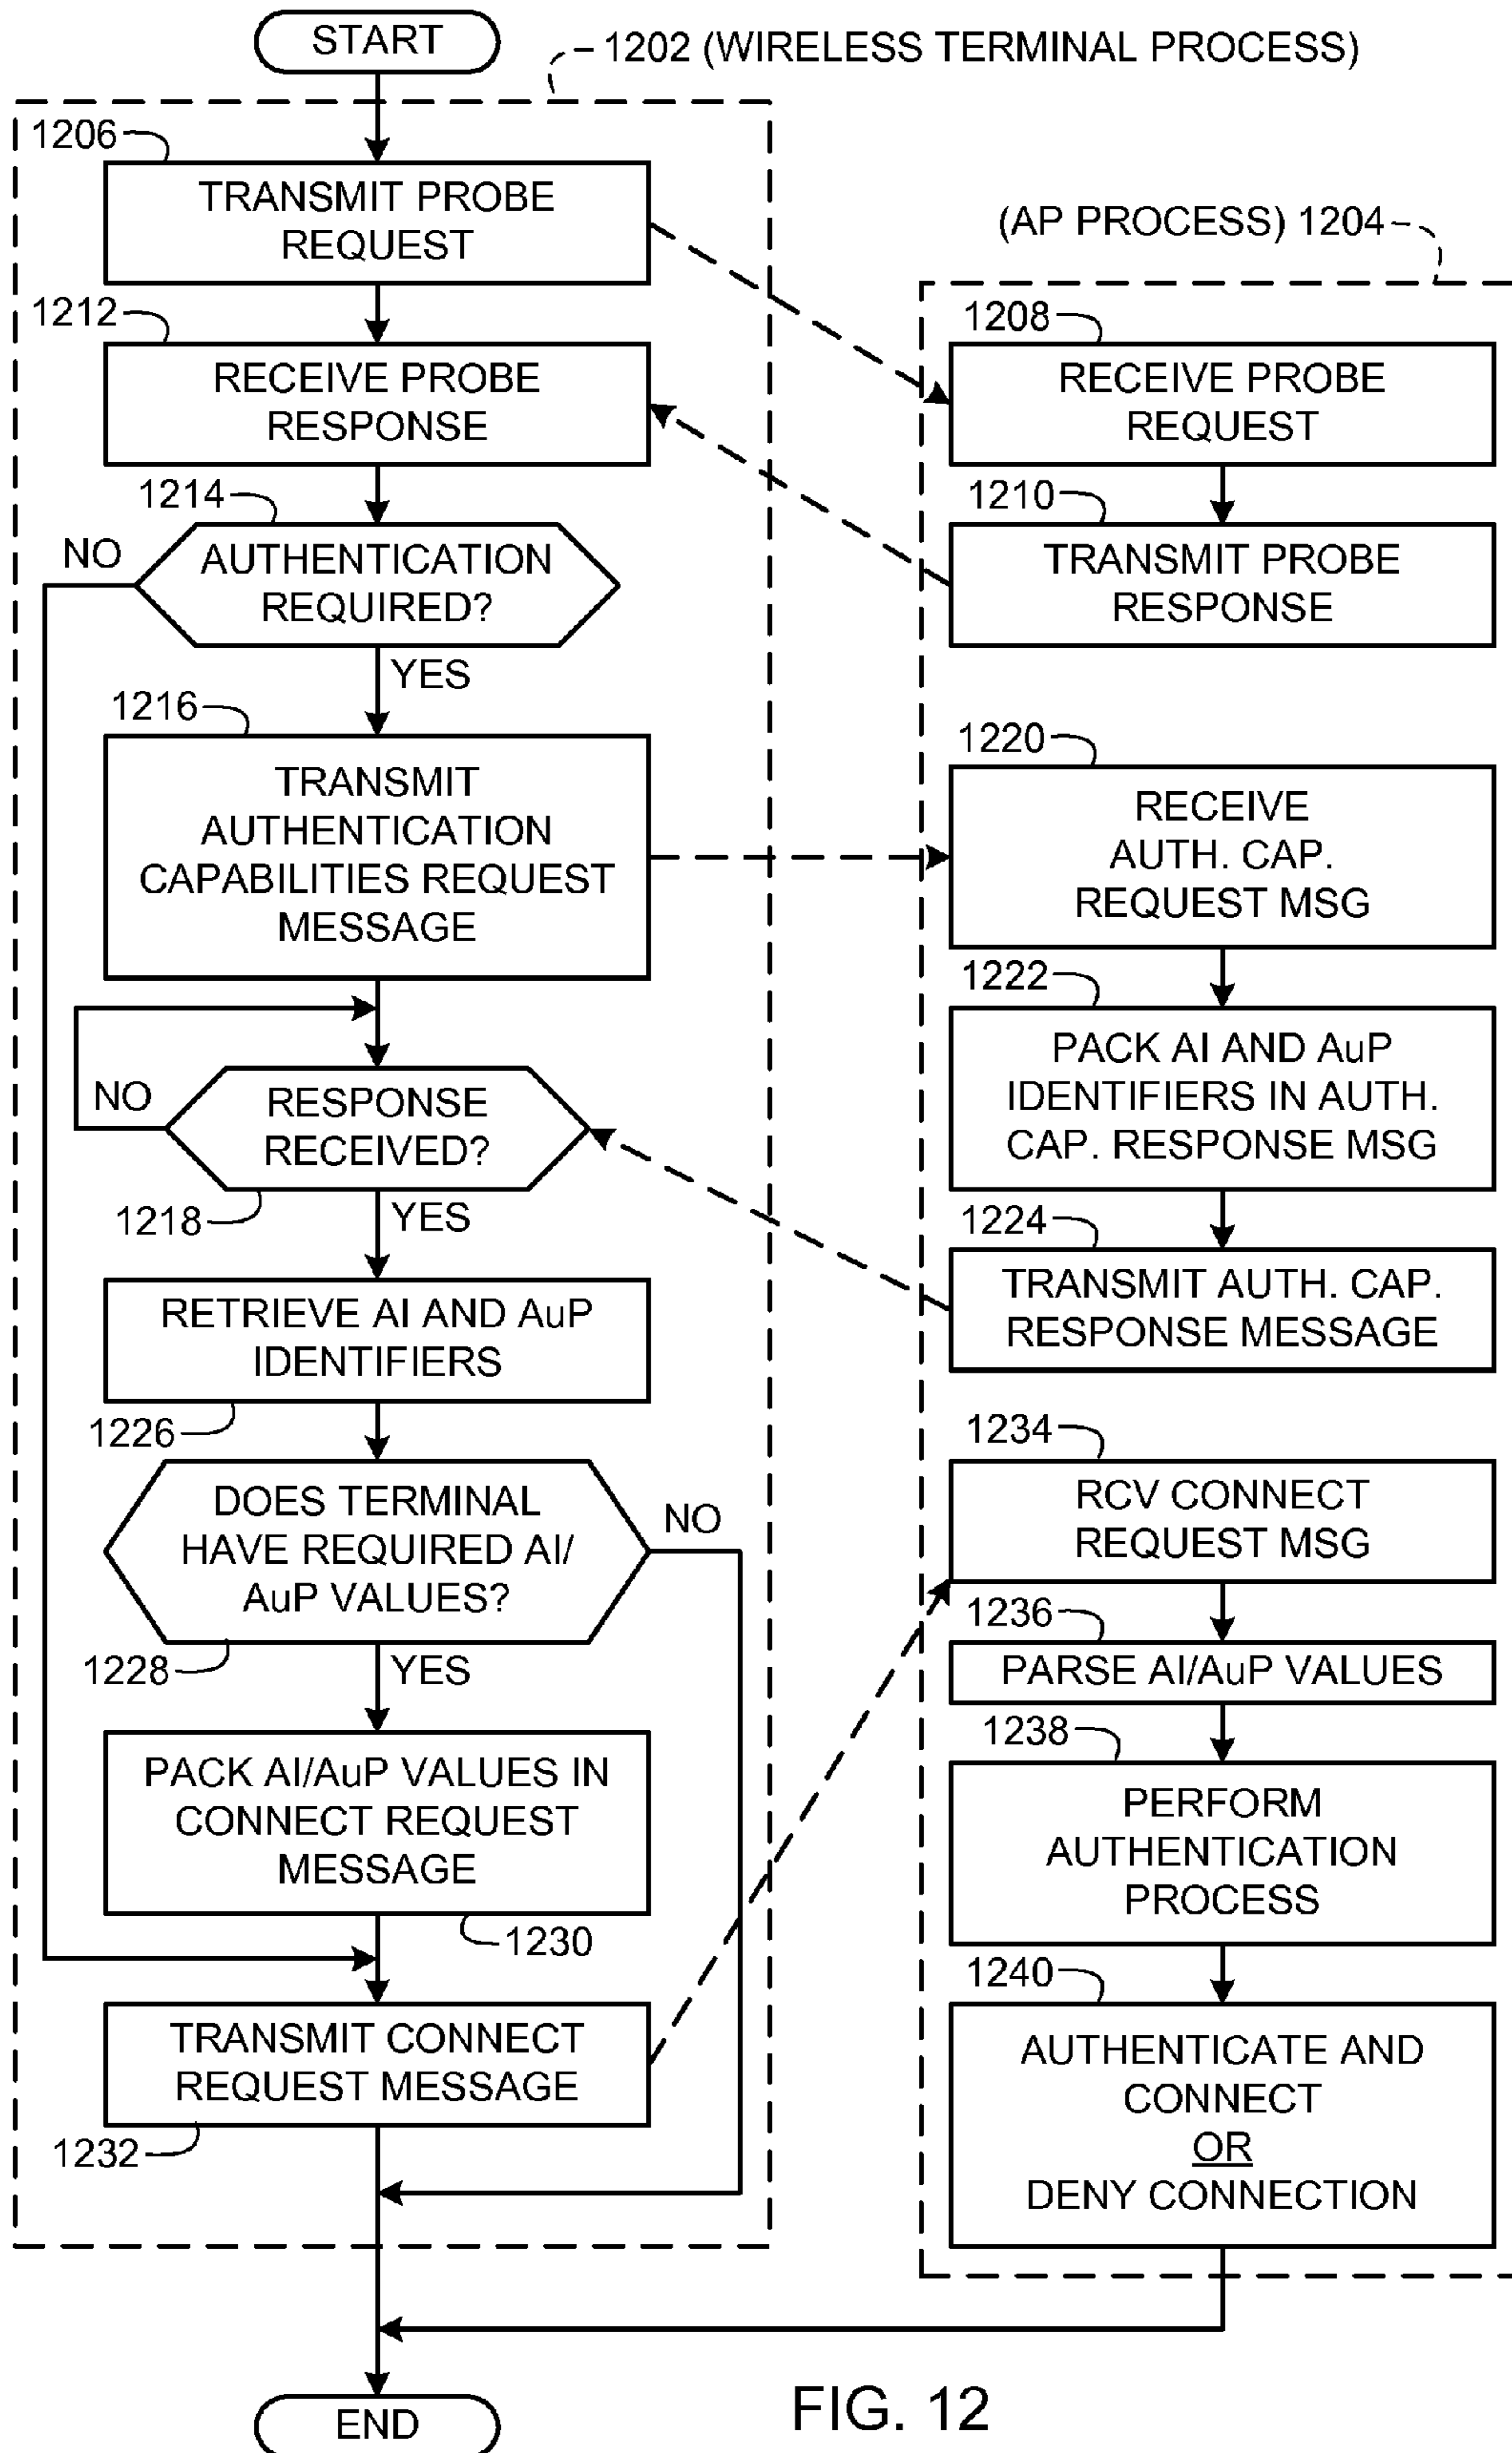 START
1202 (WIRELESS TERMINAL PROCESS)
1206
TRANSMIT PROBE
REQUEST
(AP PROCESS) 1204
1212
RECEIVE PROBE
RESPONSE
1208
RECEIVE PROBE
REQUEST
1214
NO
AUTHENTICATION
REQUIRED?
YES
1210
TRANSMIT PROBE
RESPONSE
1216
TRANSMIT
AUTHENTICATION
CAPABILITIES REQUEST
MESSAGE
1220
RECEIVE
AUTH. CAP.
REQUEST MSG
1222
PACK AI AND AuP
IDENTIFIERS IN AUTH.
CAP. RESPONSE MSG
NO
RESPONSE
RECEIVED?
1218
YES
1224
TRANSMIT AUTH. CAP.
RESPONSE MESSAGE
RETRIEVE AI AND AuP
IDENTIFIERS
1226
DOES TERMINAL
HAVE REQUIRED AI/
AuP VALUES?
NO
1228
YES
1234
RCV CONNECT
REQUEST MSG
1236
PARSE AI/AuP VALUES
PACK AI/AuP VALUES IN
CONNECT REQUEST
MESSAGE
1230
1238
PERFORM
AUTHENTICATION
PROCESS
TRANSMIT CONNECT
REQUEST MESSAGE
1232
1240
AUTHENTICATE AND
CONNECT
OR
DENY CONNECTION
END
FIG. 12